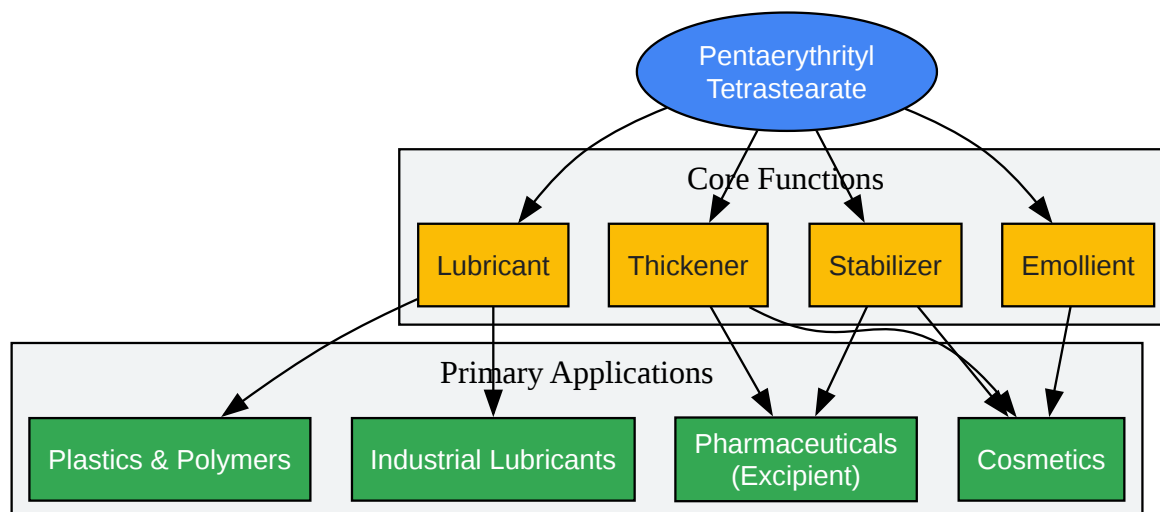 Pentaerythrityl
Tetrastearate
Core Functions
Lubricant
Thickener
Stabilizer
Emollient
Primary Applications
Plastics & Polymers
Industrial Lubricants
Pharmaceuticals
(Excipient)
Cosmetics